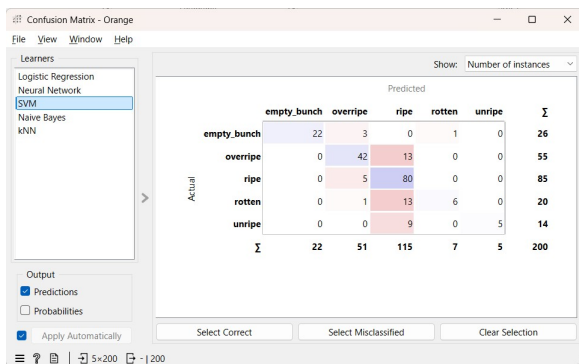 Confusion Matrix - Orange
File View Window Help
Learners
Logistic Regression
Neural Network
SVM
Naive Bayes
kNN
Show: Number of instances
Predicted
empty_bunch overripe ripe rotten unripe Σ
empty_bunch 22 3 0 1 0 26
overripe 0 42 13 0 0 55
Actual
ripe 0 5 80 0 0 85
rotten 0 1 13 6 0 20
unripe 0 0 9 0 5 14
Σ 22 51 115 7 5 200
Output
Predictions
Probabilities
Apply Automatically
Select Correct Select Misclassified Clear Selection
5×200 - | 200